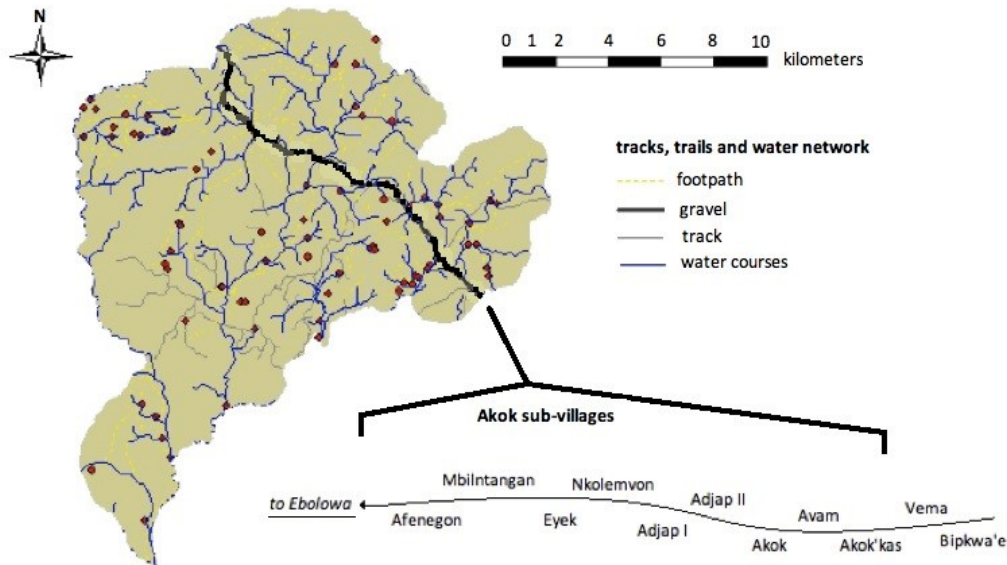 N
0 1 2 4 6 8 10
kilometers
tracks, trails and water network
footpath
gravel
track
water courses
Akok sub-villages
to Ebolowa
Mbilntangan Nkolemvon Adjap II Avam Vema
Afenegon Eyek Adjap I Akok Akok'kas Bipkwa'e